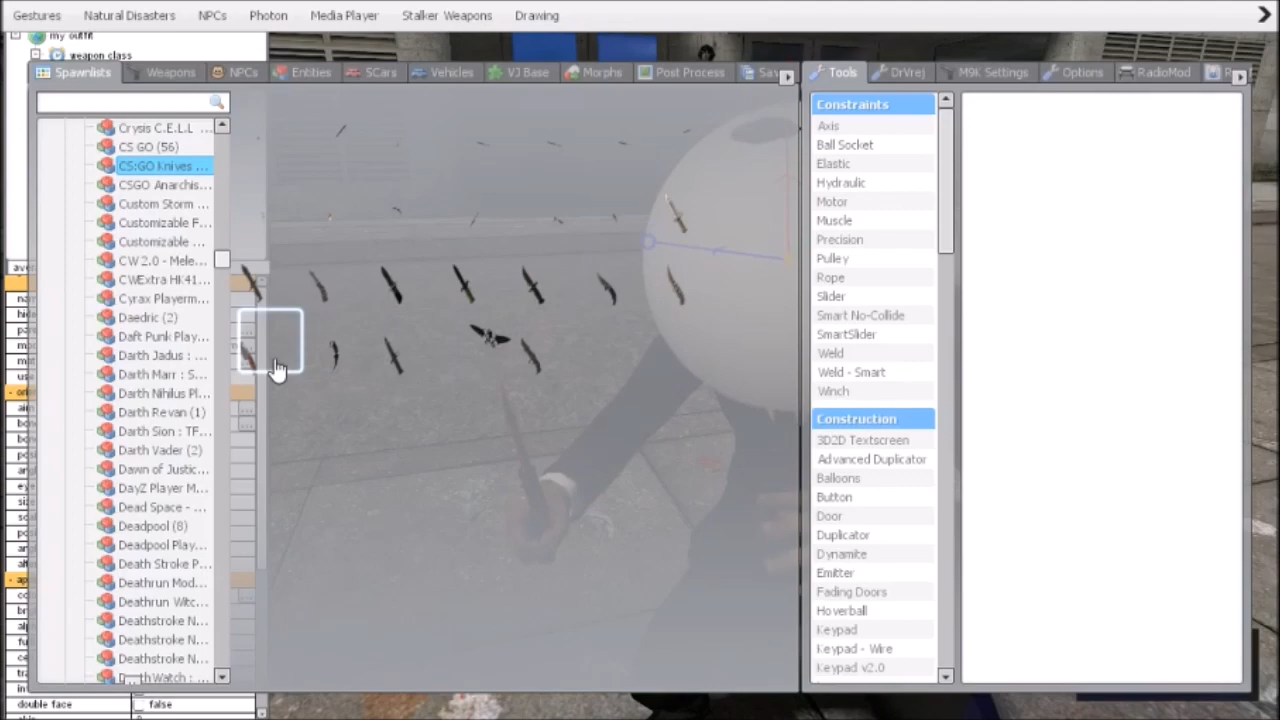 Gestures Natural Disasters NPCs Photon Media Player Stalker Weapons Drawing
my outfit
weapon class
Spawnlists Weapons NPCs Entities SCars Vehicles VJ Base Morphs Post Process Sav
Tools DrVrej M9K Settings Options RadioMod
Crysis C.E.L.L ...
CS GO (56)
CS:GO Knives ...
CSGO Anarchis...
Custom Storm ...
Customizable F...
Customizable ...
CW 2.0 - Mele...
CWExtra HK41...
Cyrax Playerm...
Daedric (2)
Daft Punk Play...
Darth Jadus : ...
Darth Marr : S...
Darth Nihilus Pl...
Darth Revan (1)
Darth Sion : TF...
Darth Vader (2)
Dawn of Justic...
DayZ Player M...
Dead Space - ...
Deadpool (8)
Deadpool Play...
Death Stroke P...
Deathrun Mod...
Deathrun Witc...
Deathstroke N...
Deathstroke N...
Deathstroke N...
double face false
Constraints
Axis
Ball Socket
Elastic
Hydraulic
Motor
Muscle
Precision
Pulley
Rope
Slider
Smart No-Collide
SmartSlider
Weld
Weld - Smart
Winch
Construction
3D2D Textscreen
Advanced Duplicator
Balloons
Button
Door
Duplicator
Dynamite
Emitter
Fading Doors
Hoverball
Keypad
Keypad - Wire
Keypad v2.0